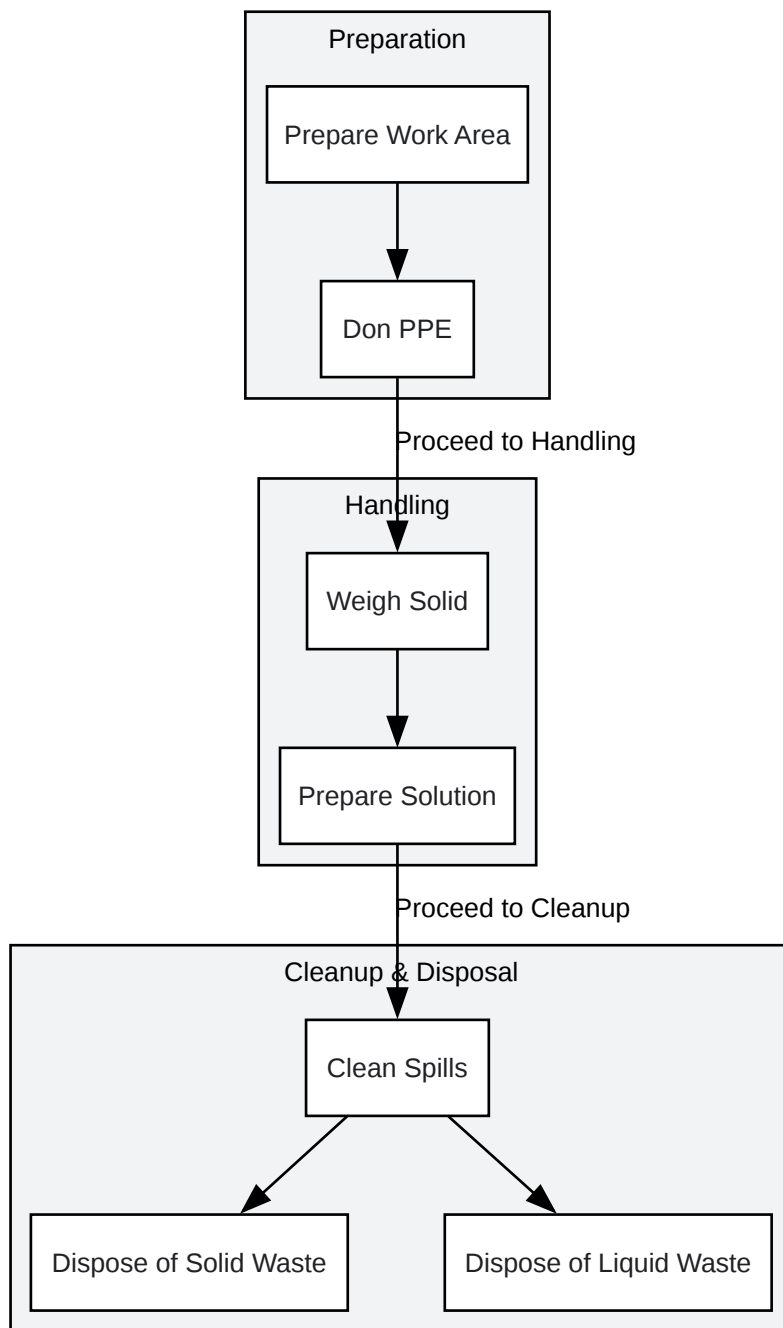 Preparation
Prepare Work Area
Don PPE
Proceed to Handling
Handling
Weigh Solid
Prepare Solution
Proceed to Cleanup
Cleanup & Disposal
Clean Spills
Dispose of Solid Waste
Dispose of Liquid Waste